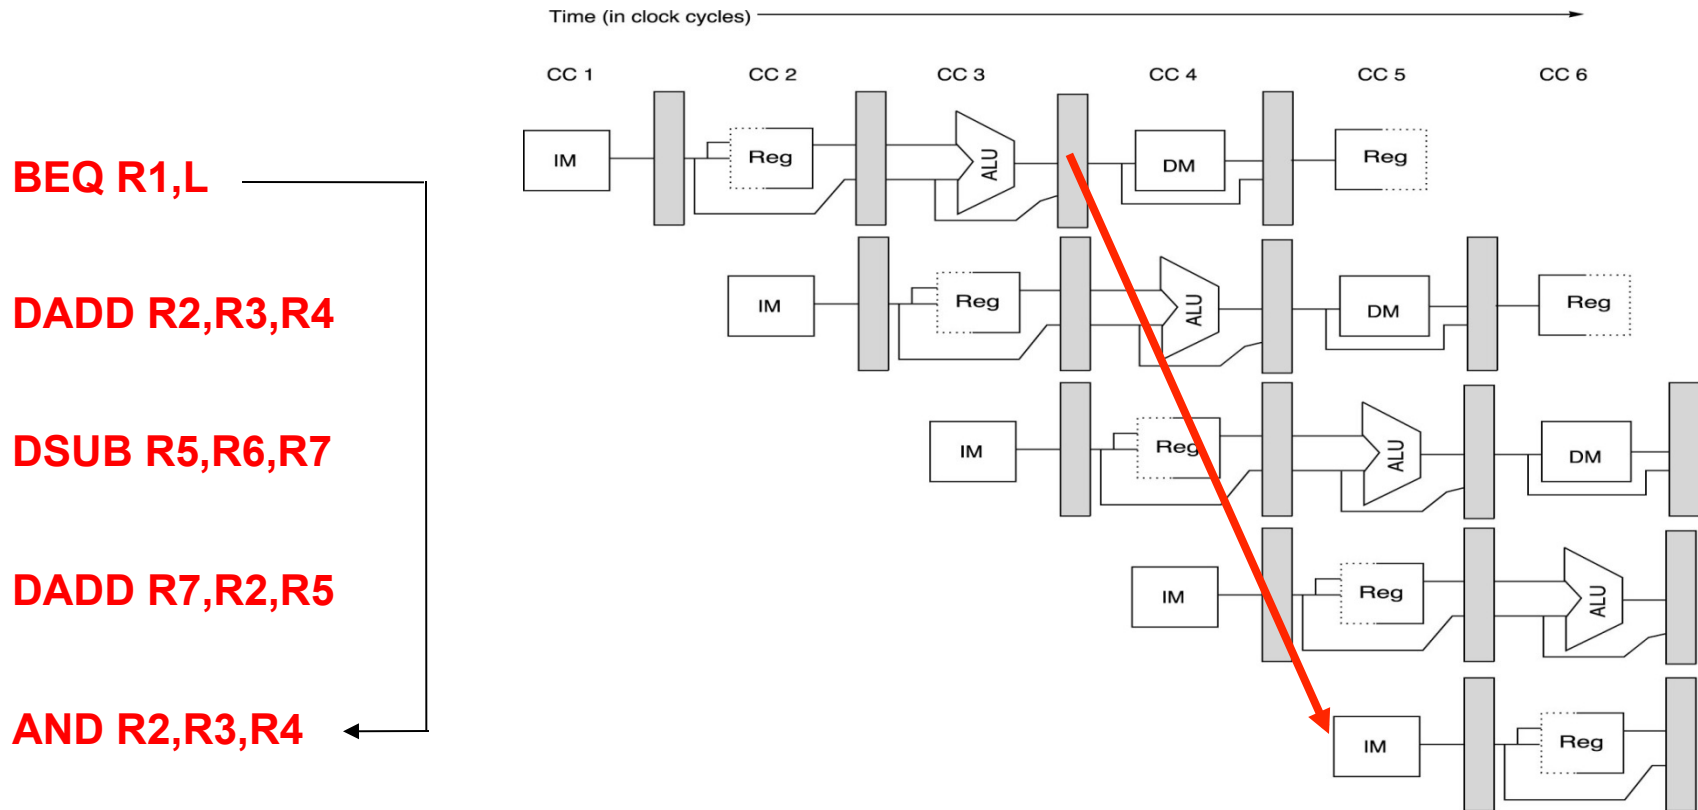 Time (in clock cycles)
CC 1 CC 2 CC 3 CC 4 CC 5 CC 6
BEQ R1,L IM Reg ALU DM Reg
DADD R2,R3,R4 IM Reg ALU DM Reg
DSUB R5,R6,R7 IM Reg ALU DM
DADD R7,R2,R5 IM Reg ALU
AND R2,R3,R4 IM Reg